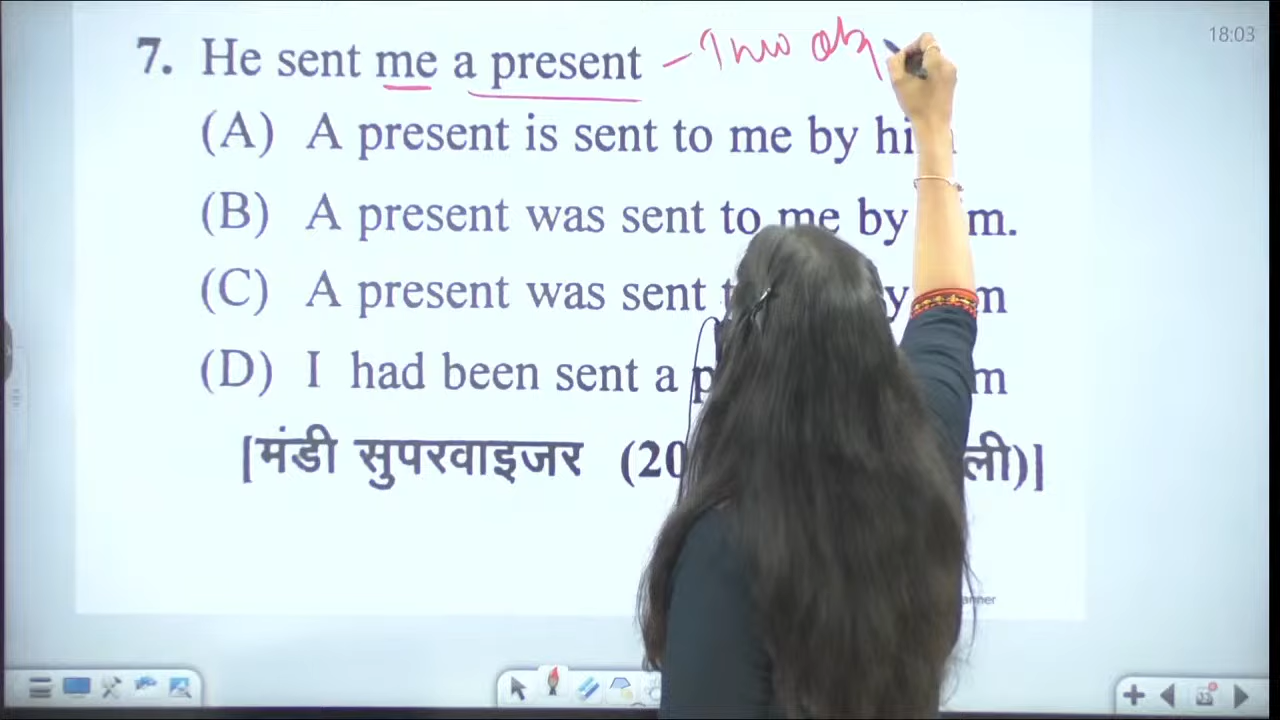 18:03
7. He sent me a present - Two obj
(A) A present is sent to me by
(B) A present was sent to me by
(C) A present was sent
(D) I had been sent a
[मंडी सुपरवाइजर (20 ली)]